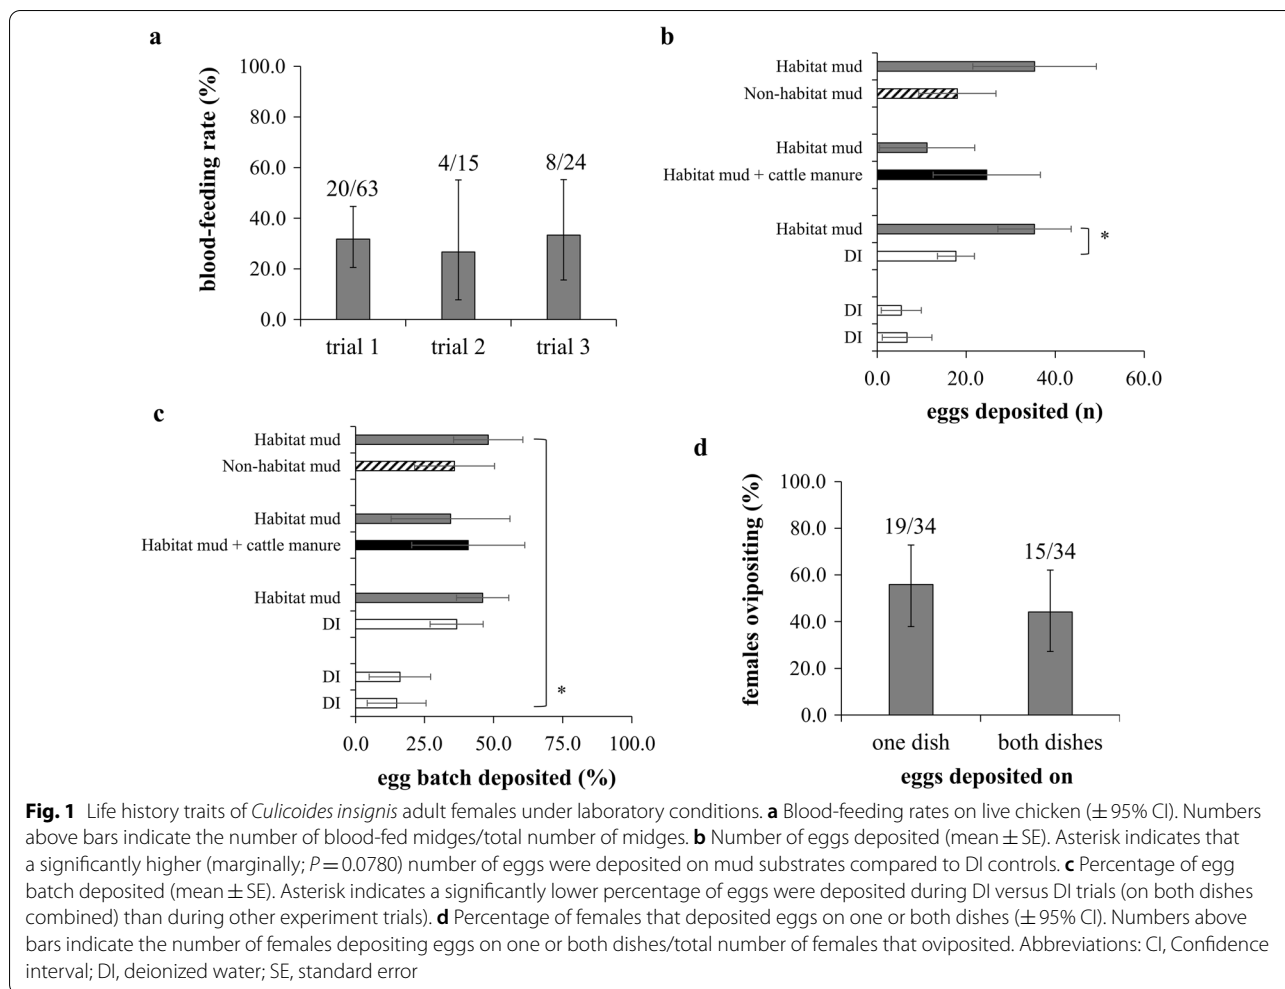 a
blood-feeding rate (%)
100.0
80.0
60.0
40.0
20.0
0.0
20/63
4/15
8/24
trial 1
trial 2
trial 3
b
Habitat mud
Non-habitat mud
Habitat mud
Habitat mud + cattle manure
Habitat mud
DI
*
DI
DI
0.0
20.0
40.0
60.0
eggs deposited (n)
c
Habitat mud
Non-habitat mud
Habitat mud
Habitat mud + cattle manure
Habitat mud
DI
DI
DI
*
0.0
25.0
50.0
75.0
100.0
egg batch deposited (%)
d
females ovipositing (%)
100.0
80.0
60.0
40.0
20.0
0.0
19/34
15/34
one dish
both dishes
eggs deposited on
Fig. 1 Life history traits of Culicoides insignis adult females under laboratory conditions. a Blood-feeding rates on live chicken (± 95% CI). Numbers
above bars indicate the number of blood-fed midges/total number of midges. b Number of eggs deposited (mean ± SE). Asterisk indicates that
a significantly higher (marginally; P = 0.0780) number of eggs were deposited on mud substrates compared to DI controls. c Percentage of egg
batch deposited (mean ± SE). Asterisk indicates a significantly lower percentage of eggs were deposited during DI versus DI trials (on both dishes
combined) than during other experiment trials). d Percentage of females that deposited eggs on one or both dishes (± 95% CI). Numbers above
bars indicate the number of females depositing eggs on one or both dishes/total number of females that oviposited. Abbreviations: CI, Confidence
interval; DI, deionized water; SE, standard error